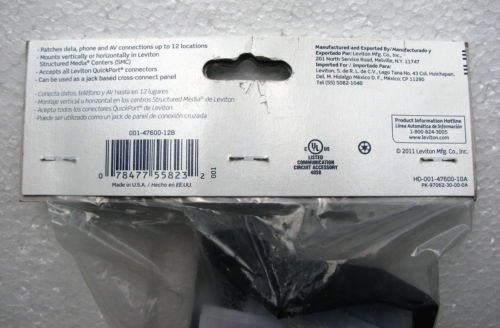 - Patches data, phone and AV connections up to 12 locations
- Mounts vertically or horizontally in Leviton
Structured Media® Centers (SMC)
- Accepts all Leviton QuickPort® connectors
- Can be used as a jack based cross-connect panel
- Conecta datos, teléfono y AV hasta en 12 lugares
- Montaje vertical u horizontal en los centros Structured Media® de Leviton
- Acepta todos los conectores QuickPort® de Leviton
- Puede ser utilizado como un jack de panel de conexión cruzada
001-47600-12B
0 78477 55823 2
001
Made in U.S.A. / Hecho en EE.UU.
UL
LISTED
COMMUNICATION
CIRCUIT ACCESSORY
40S8
Manufactured and Exported By/Manufacturado y
Exportado Por: Leviton Mfg. Co., Inc.,
201 North Service Road, Melville, N.Y. 11747
Imported For / Importado Para:
Leviton, S. de R.L. de C.V., Lago Tana No. 43 Col. Huichapan,
Del. M. Hidalgo México D. F., México. CP 11290
Tel (55) 5082-1040
Product Information Hotline
Línea Automática de Información
1-800-824-3005
www.leviton.com
© 2011 Leviton Mfg. Co., Inc.
HD-001-47600-10A
PK-97062-30-00-0A